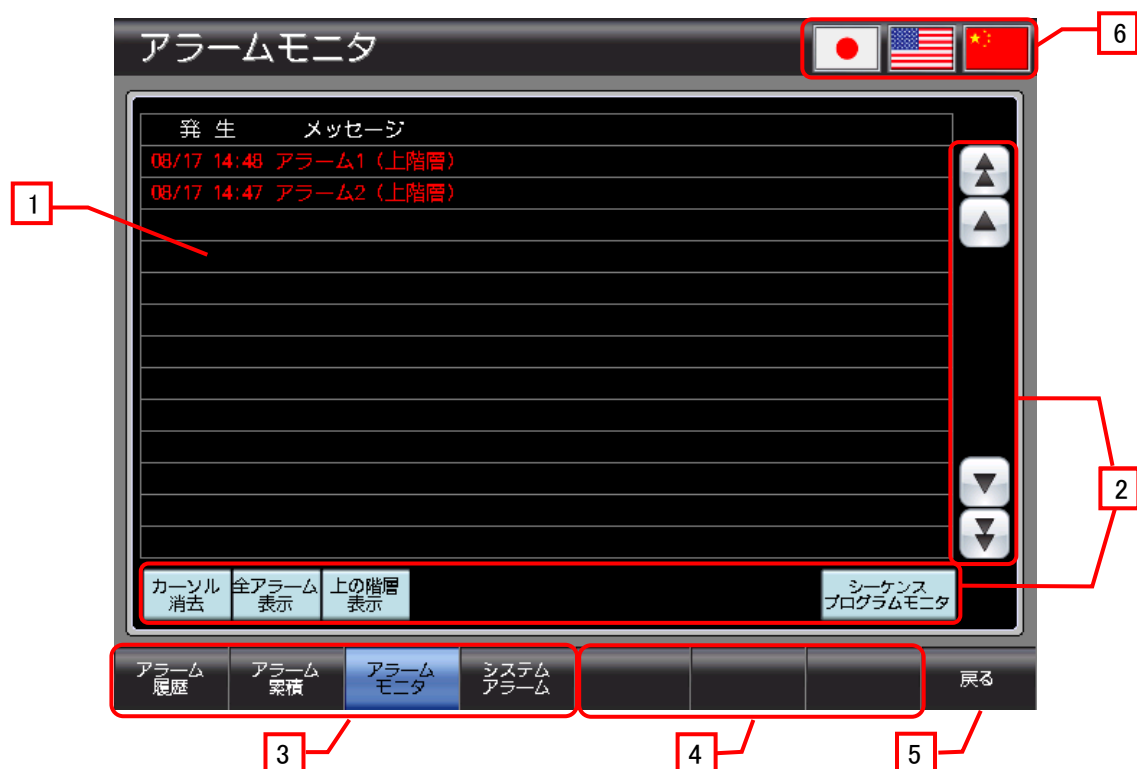 アラームモニタ
6
発 生 メッセージ
08/17 14:48 アラーム1(上階層)
08/17 14:47 アラーム2(上階層)
1
2
カーソル
消去
全アラーム
表示
上の階層
表示
シーケンス
プログラムモニタ
アラーム
履歴
アラーム
累積
アラーム
モニタ
システム
アラーム
戻る
3
4
5